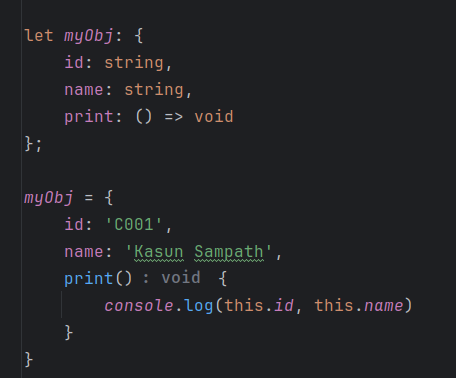 let myObj: {
    id: string,
    name: string,
    print: () => void
};

myObj = {
    id: 'C001',
    name: 'Kasun Sampath',
    print() : void {
        console.log(this.id, this.name)
    }
}